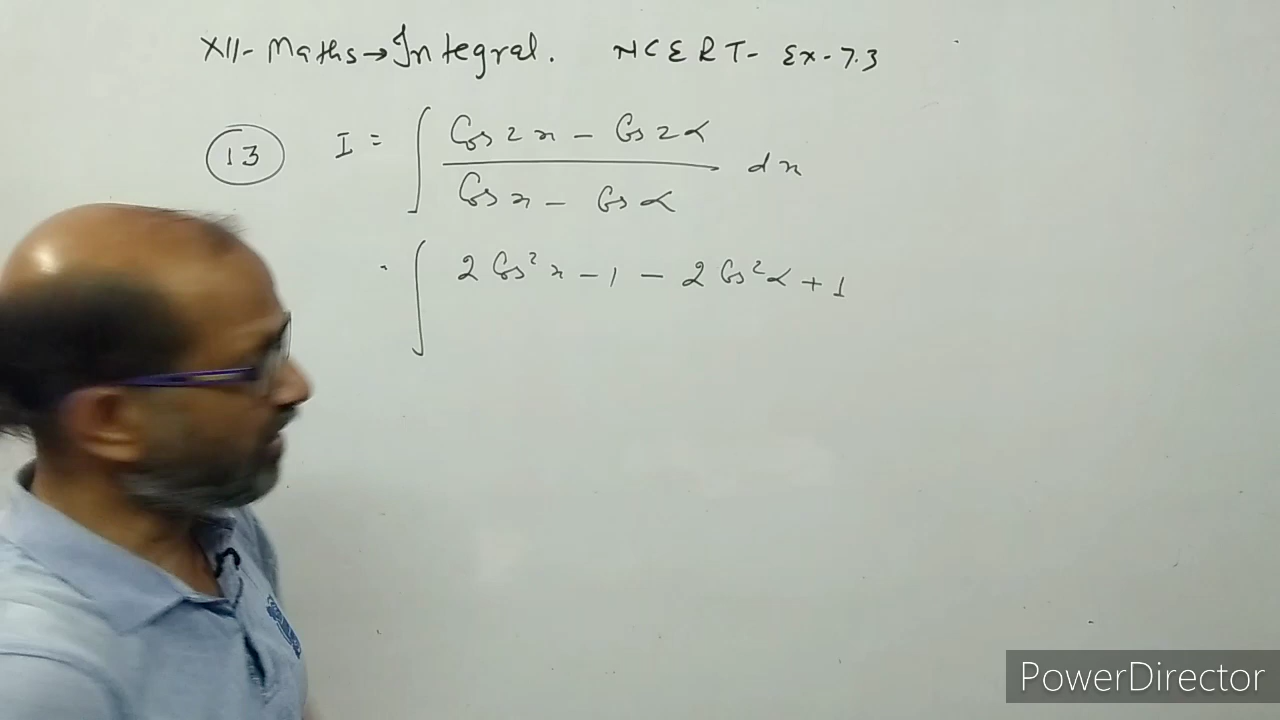 XII- Maths→Integral. NCERT- Ex-7.3
13 I = ∫ (Cos 2x - Cos 2α) / (Cos x - Cos α) dx
= ∫ 2 Cos² x - 1 - 2 Cos² α + 1
PowerDirector